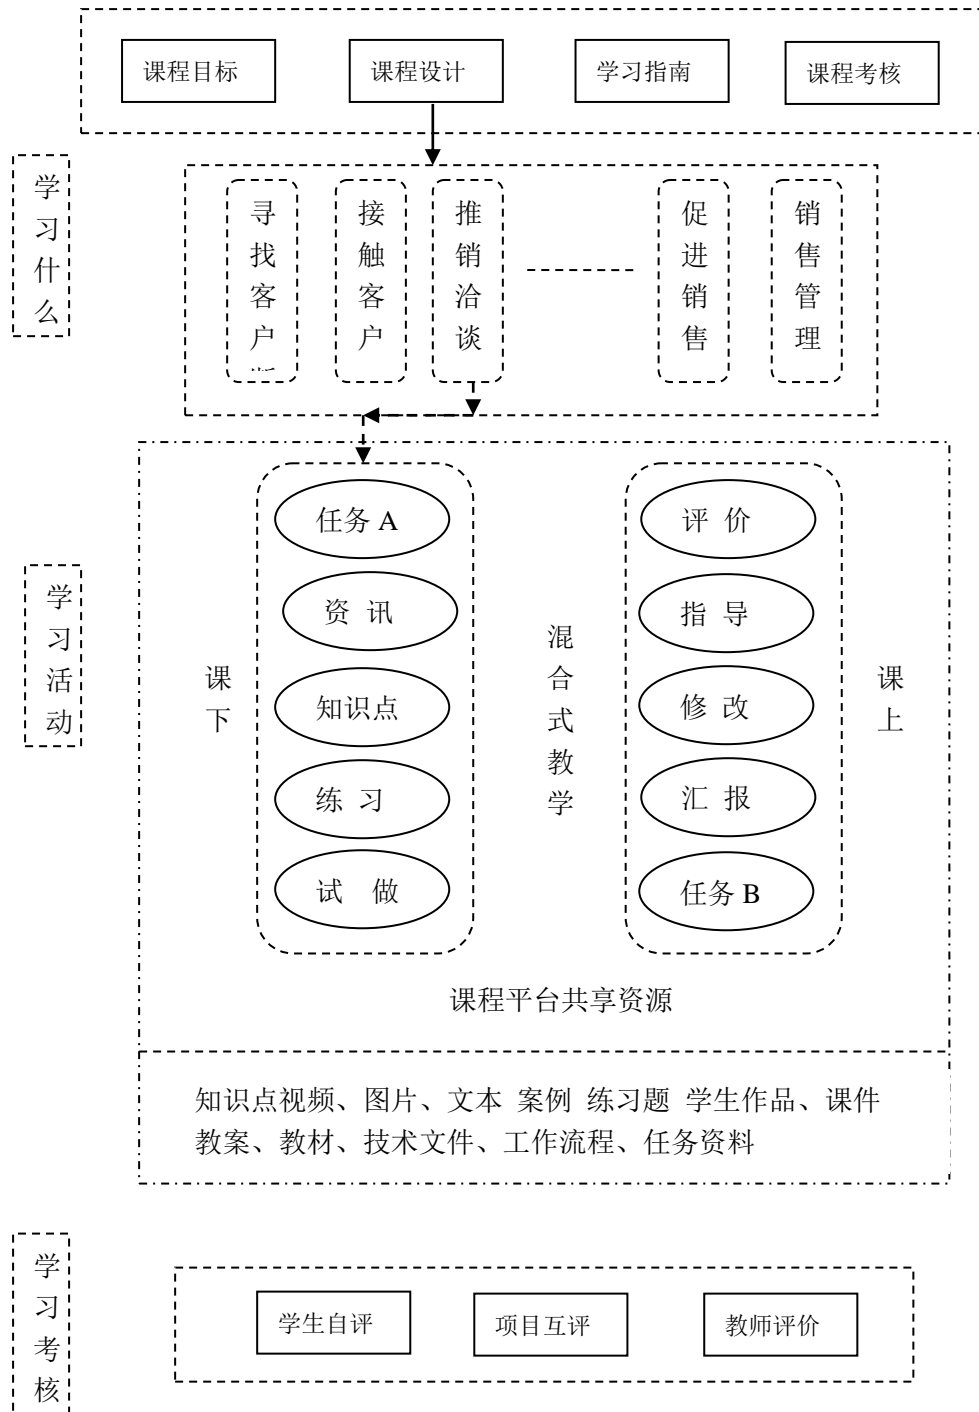 课程目标
课程设计
学习指南
课程考核
学习什么
寻找客户
接触客户
推销洽谈
促进销售
销售管理
学习活动
课下
任务 A
资 讯
知识点
练 习
试 做
混合式教学
评 价
指 导
修 改
汇 报
任务 B
课上
课程平台共享资源
知识点视频、图片、文本 案例 练习题 学生作品、课件
教案、教材、技术文件、工作流程、任务资料
学习考核
学生自评
项目互评
教师评价